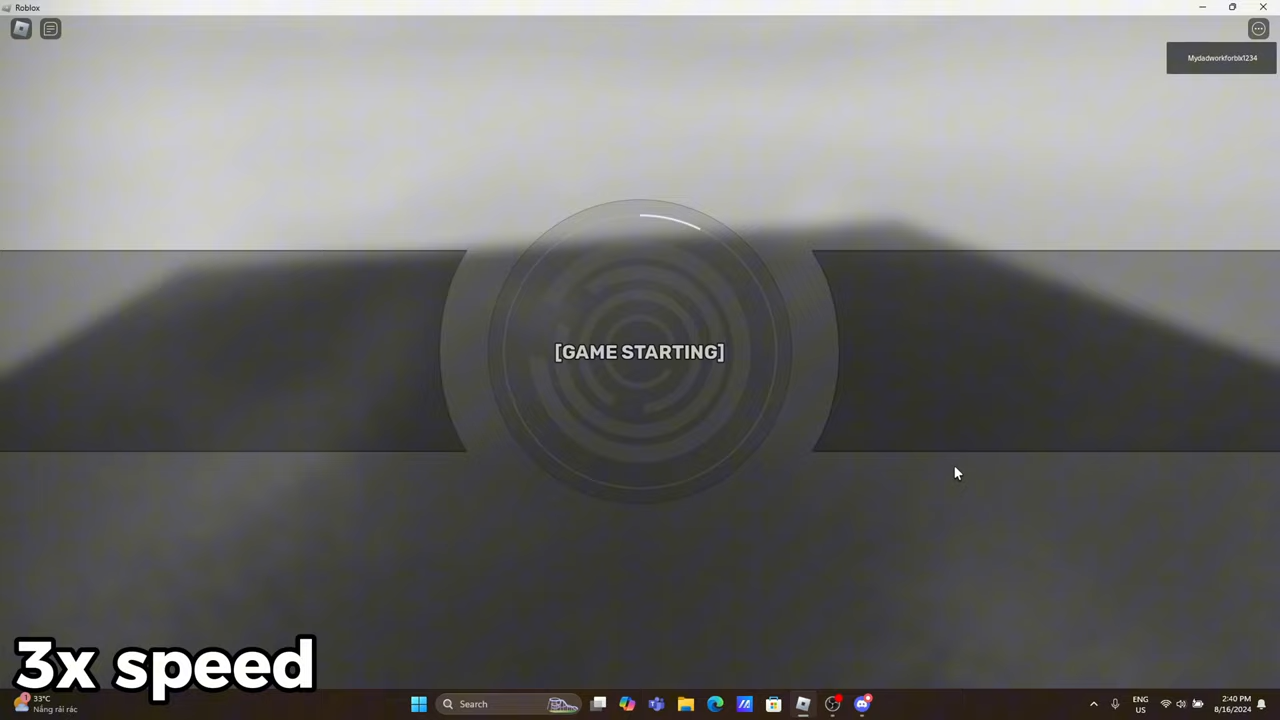 Roblox
Mydadworkforblx1234
[GAME STARTING]
3x speed
1
33°C
Nắng rải rác
Search
ENG
US
2:40 PM
8/16/2024